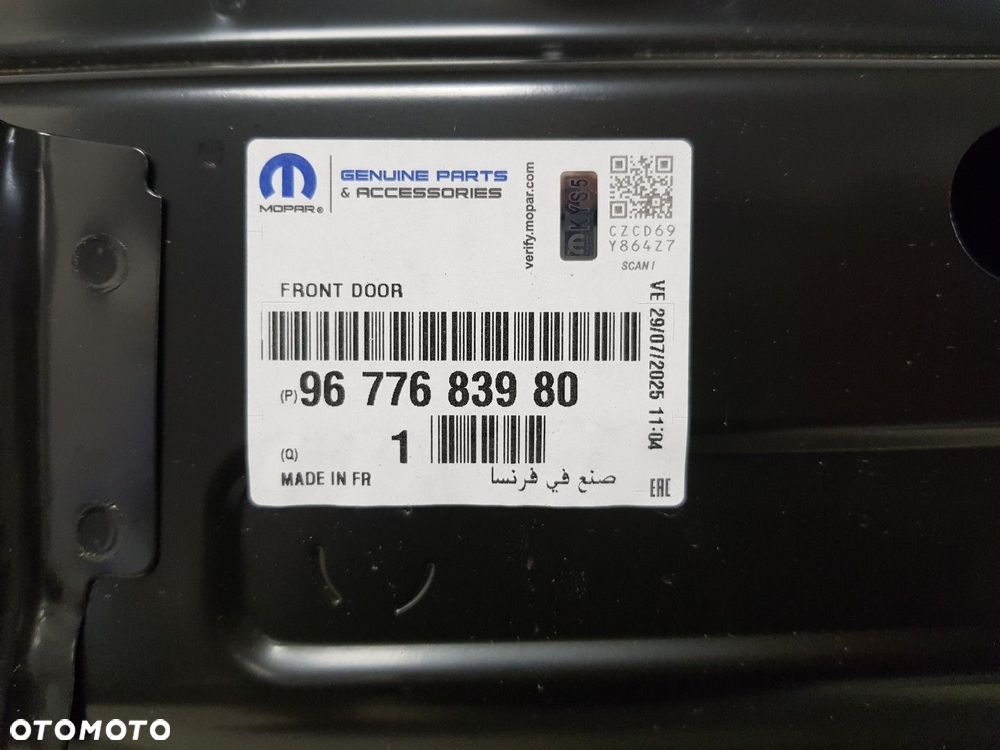 MOPAR®
GENUINE PARTS
& ACCESSORIES
verify.mopar.com
m KYS5
CZCD69
Y864Z7
SCAN!
FRONT DOOR
VE 29/07/2025 11:04
(P) 96 776 839 80
(Q) 1
MADE IN FR
صنع في فرنسا
EAC
OTOMOTO